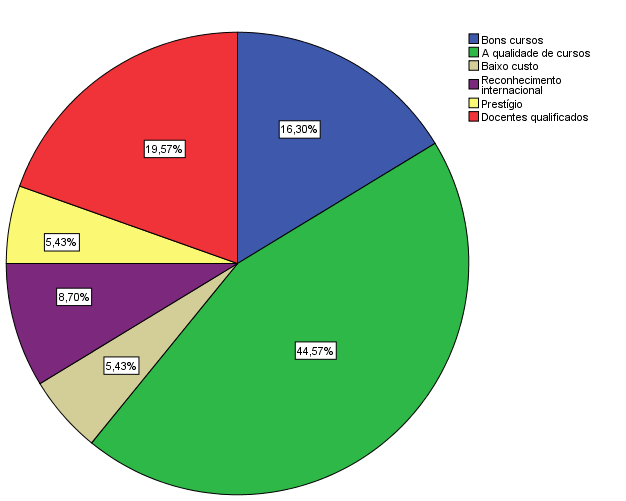 Bons cursos
A qualidade de cursos
Baixo custo
Reconhecimento
internacional
Prestígio
Docentes qualificados
16,30%
19,57%
5,43%
8,70%
44,57%
5,43%